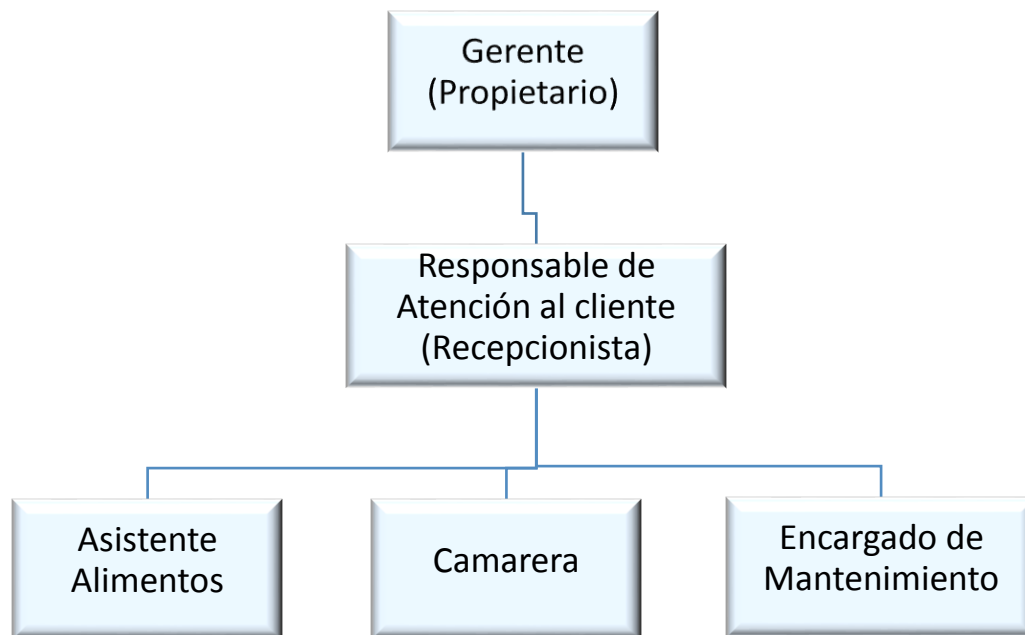 Gerente
(Propietario)
Responsable de
Atención al cliente
(Recepcionista)
Asistente
Alimentos
Camarera
Encargado de
Mantenimiento